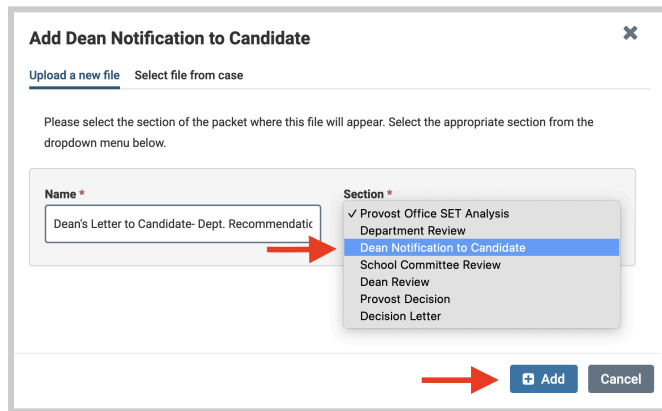 Add Dean Notification to Candidate
Upload a new file Select file from case
Please select the section of the packet where this file will appear. Select the appropriate section from the
dropdown menu below.
Name *
Dean's Letter to Candidate- Dept. Recommendatic
Section *
✓ Provost Office SET Analysis
Department Review
Dean Notification to Candidate
School Committee Review
Dean Review
Provost Decision
Decision Letter
Add Cancel